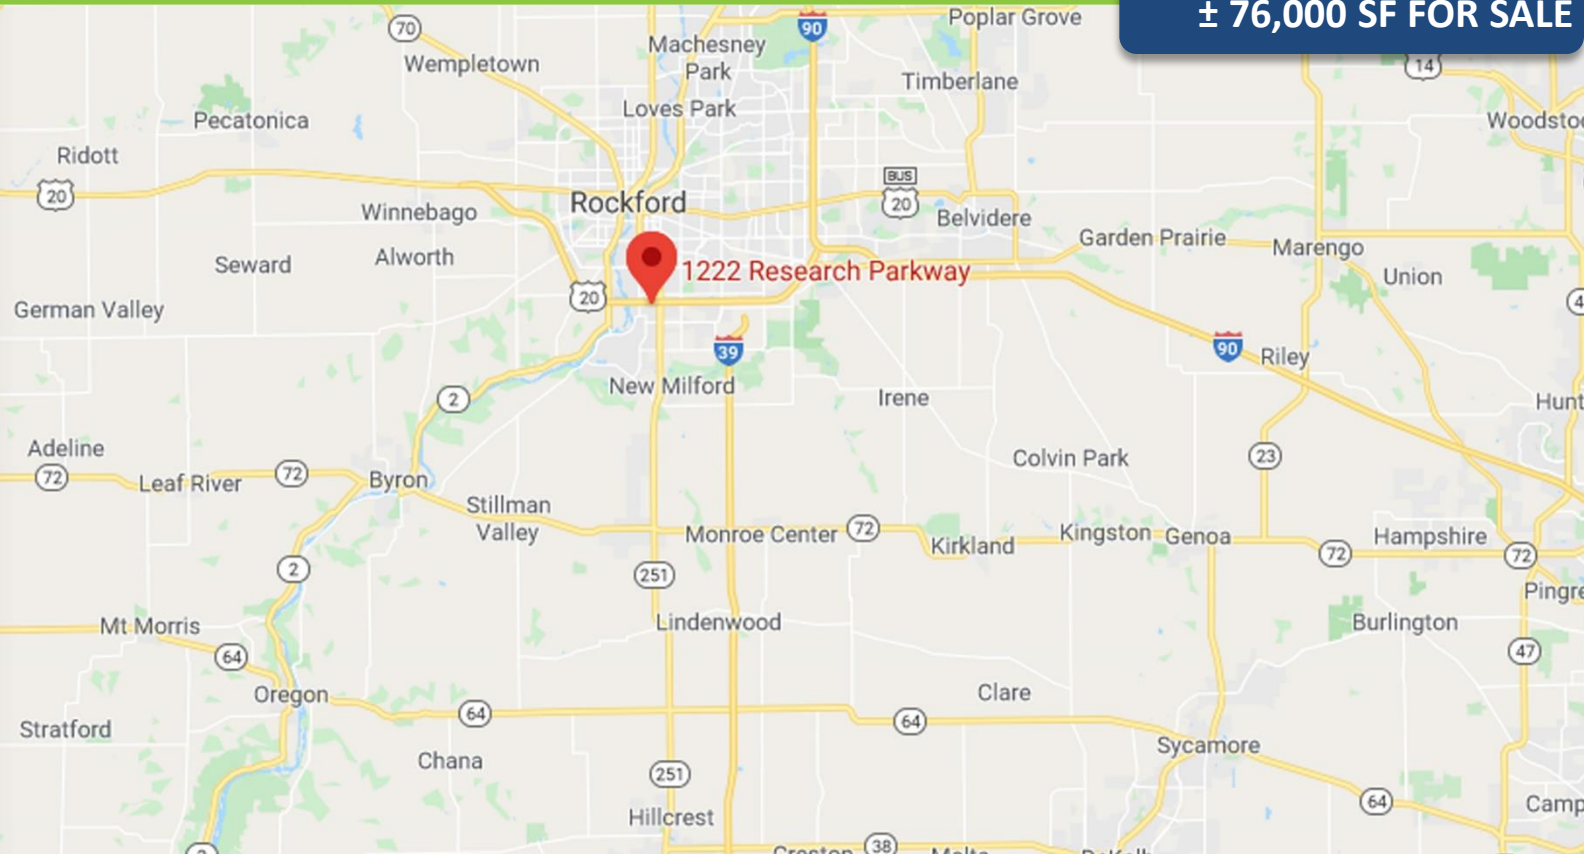 ± 76,000 SF FOR SALE
70
90
Poplar Grove
Machesney
Park
Wempletown
14
Timberlane
Loves Park
Pecatonica
Ridott
BUS
20
20
Rockford
Winnebago
Belvidere
Garden Prairie
Marengo
Alworth
Seward
1222 Research Parkway
Union
20
German Valley
39
90
Riley
New Milford
2
Irene
Adeline
72
Leaf River
72
Byron
Colvin Park
23
Stillman
Valley
Monroe Center
72
Kirkland
Kingston
Genoa
72
Hampshire
72
2
251
Lindenwood
Mt Morris
64
Burlington
47
Oregon
64
Clare
64
Stratford
Chana
Sycamore
251
64
Hillcrest
38